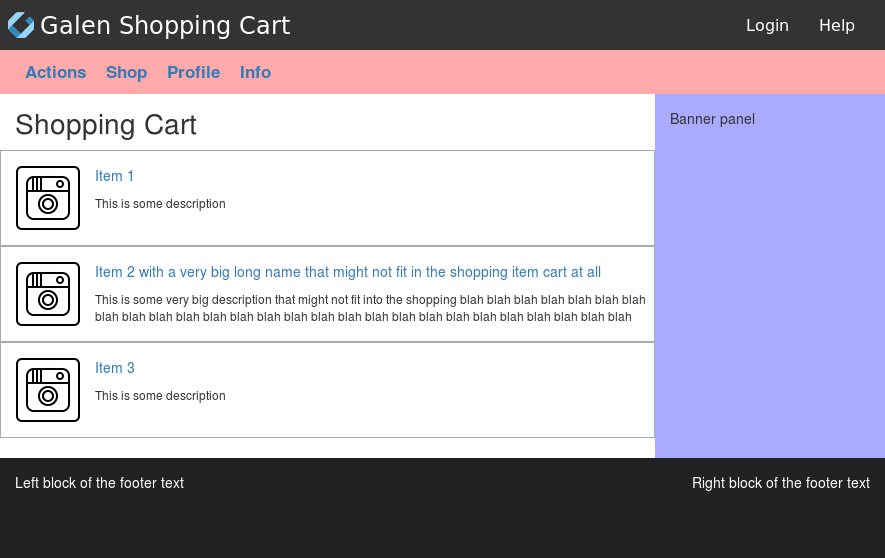 Galen Shopping Cart
Login
Help
Actions
Shop
Profile
Info
Shopping Cart
Banner panel
Item 1
This is some description
Item 2 with a very big long name that might not fit in the shopping item cart at all
This is some very big description that might not fit into the shopping blah blah blah blah blah blah blah
blah blah blah blah blah blah blah blah blah blah blah blah blah blah blah blah blah blah blah blah
Item 3
This is some description
Left block of the footer text
Right block of the footer text